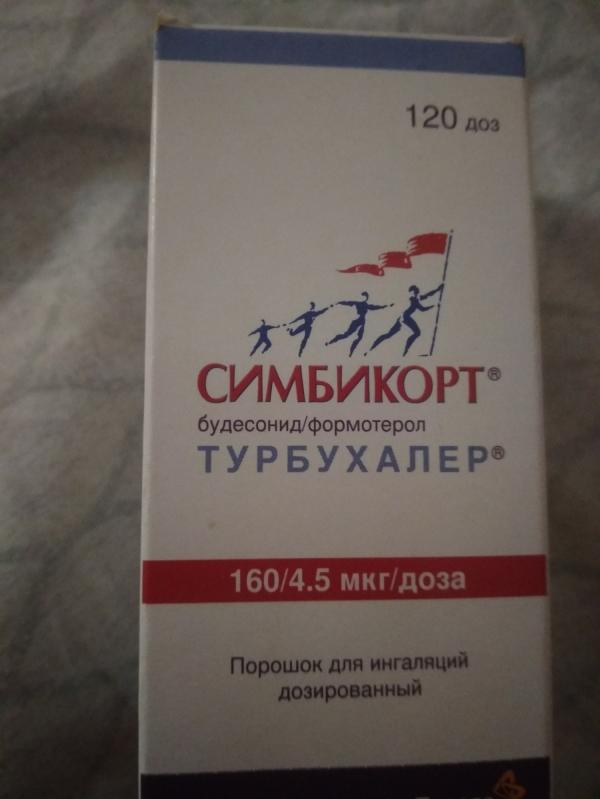 120 доз
СИМБИКОРТ®
будесонид/формотерол
ТУРБУХАЛЕР®
160/4.5 мкг/доза
Порошок для ингаляций
дозированный